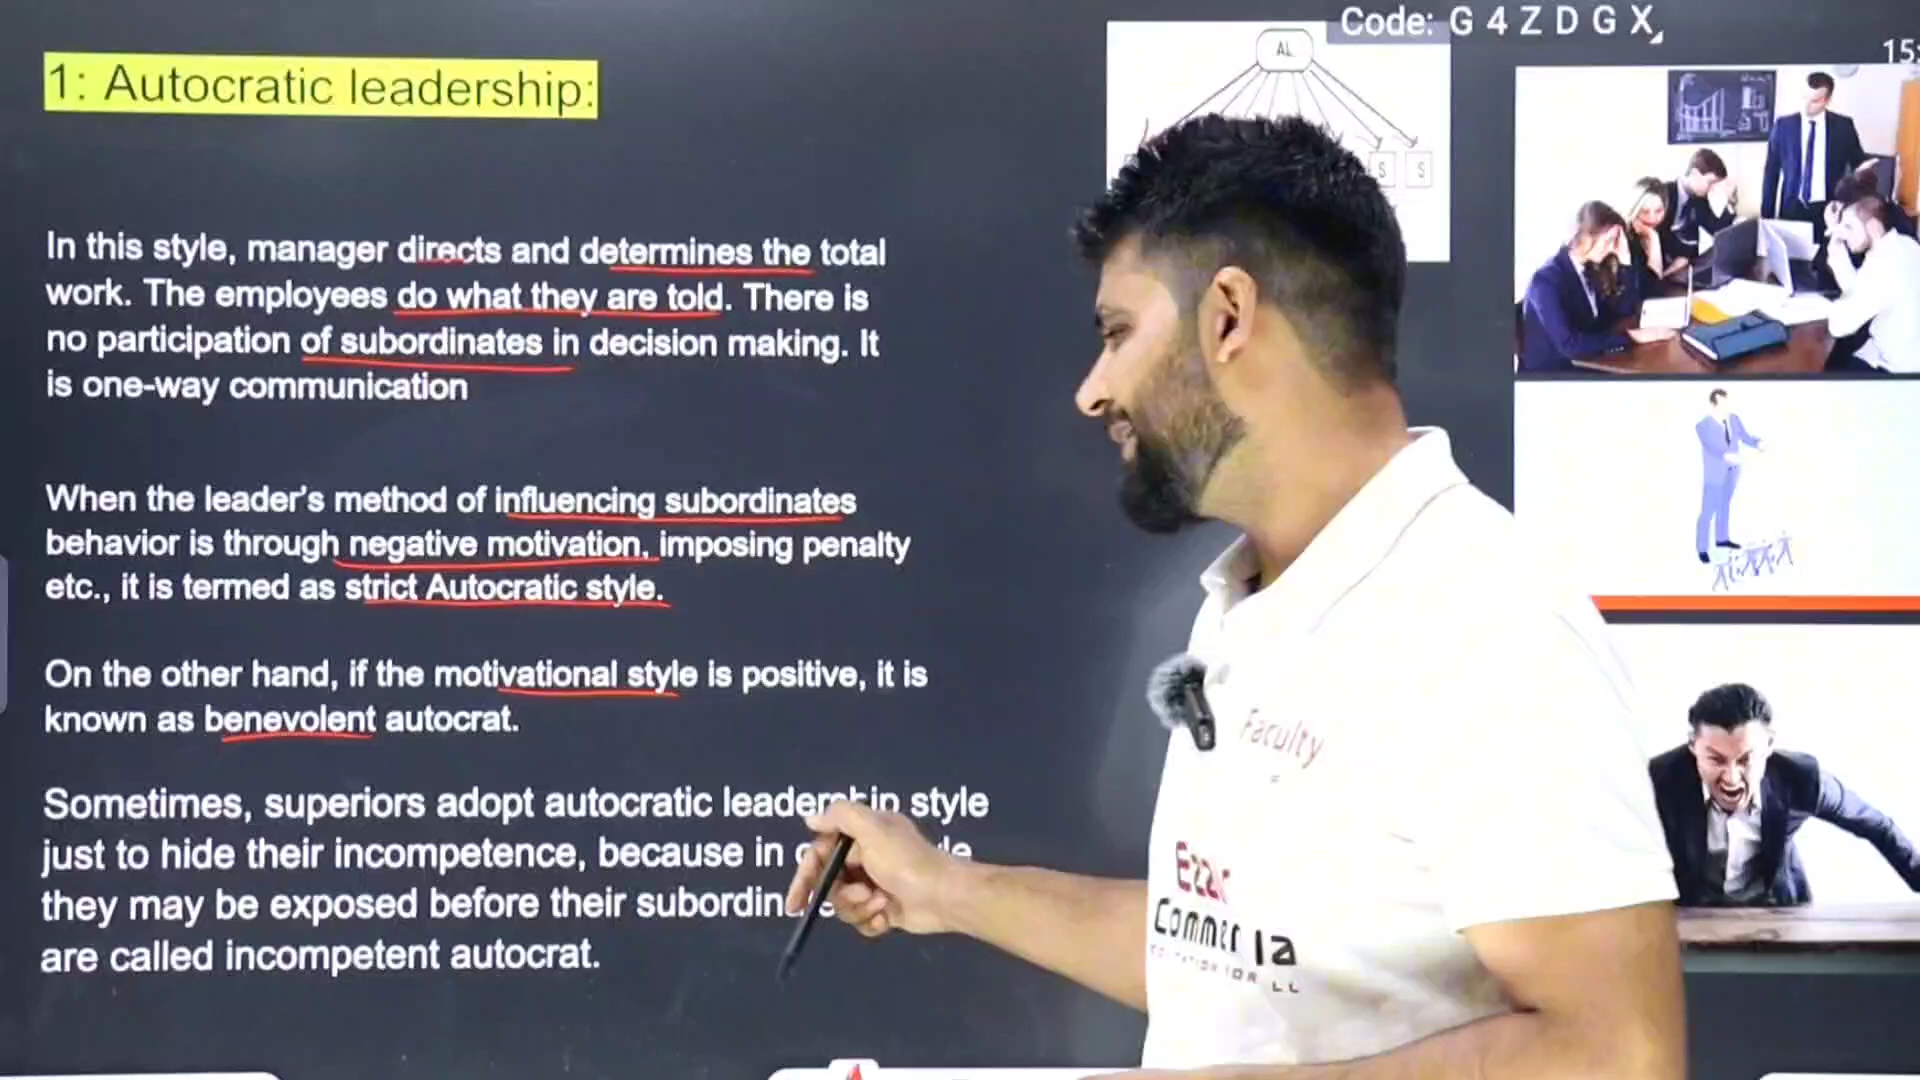 Code: G 4 Z D G X
15:
1: Autocratic leadership:
AL
S S
In this style, manager directs and determines the total
work. The employees do what they are told. There is
no participation of subordinates in decision making. It
is one-way communication
When the leader's method of influencing subordinates
behavior is through negative motivation, imposing penalty
etc., it is termed as strict Autocratic style.
On the other hand, if the motivational style is positive, it is
known as benevolent autocrat.
Sometimes, superiors adopt autocratic leadership style
just to hide their incompetence, because in
they may be exposed before their
are called incompetent autocrat.
Faculty